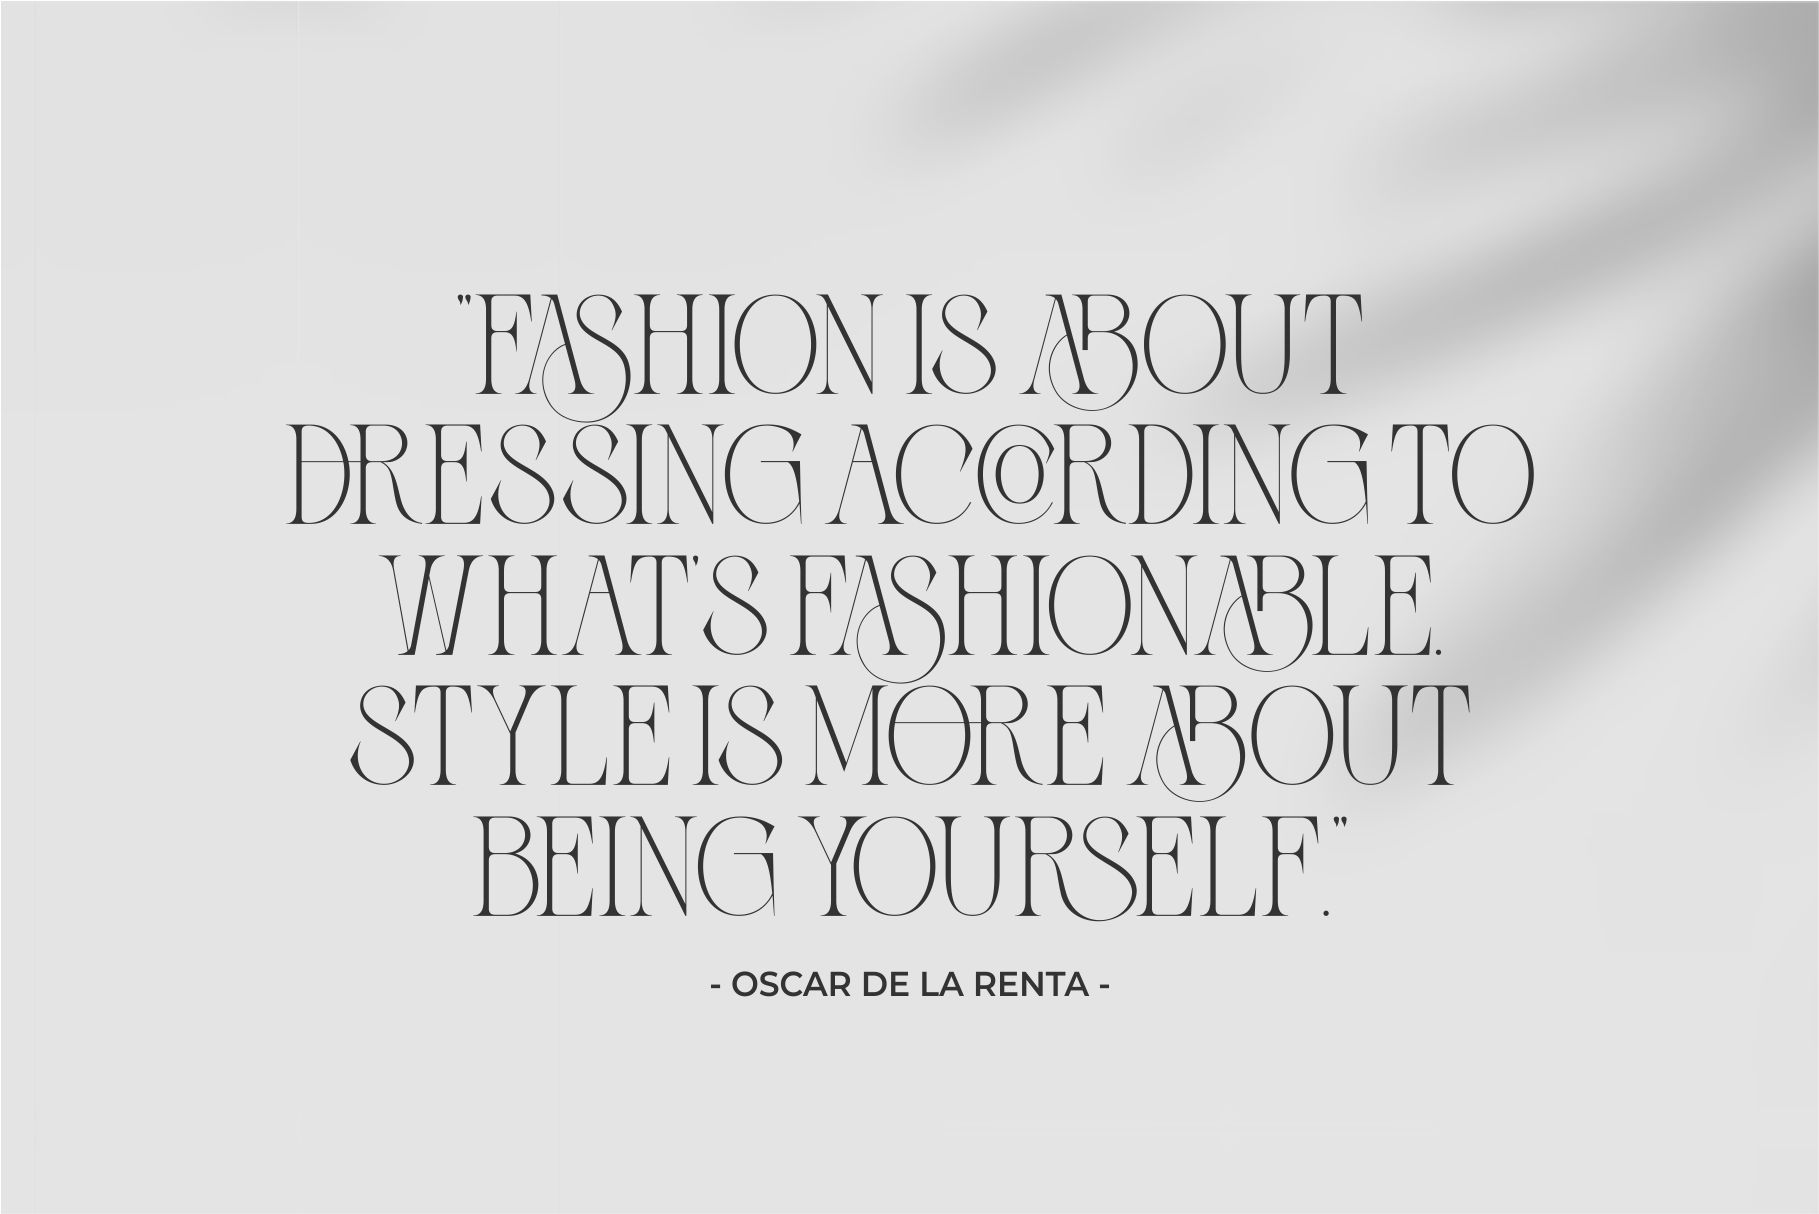 "FASHION IS ABOUT
DRESSING ACCORDING TO
WHAT'S FASHIONABLE.
STYLE IS MORE ABOUT
BEING YOURSELF."
- OSCAR DE LA RENTA -